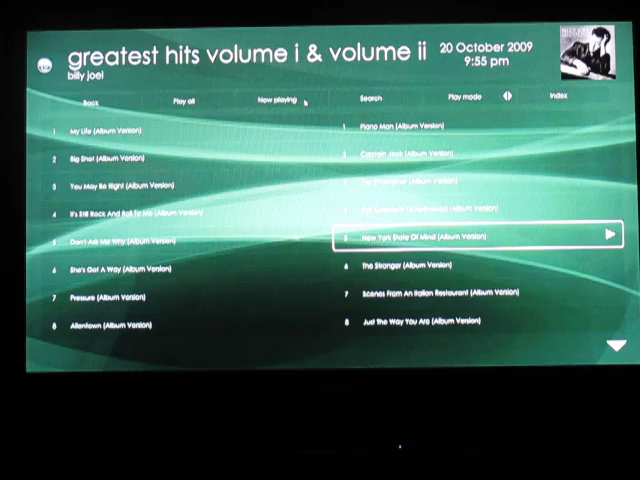 greatest hits volume i & volume ii
billy joel
20 October 2009
9:55 pm
Back Play all Now playing Search Play mode Index
1 My Life (Album Version)
2 Big Shot (Album Version)
3 You May Be Right (Album Version)
4 It's Still Rock And Roll To Me (Album Version)
5 Don't Ask Me Why (Album Version)
6 She's Got A Way (Album Version)
7 Pressure (Album Version)
8 Allentown (Album Version)
1 Piano Man (Album Version)
2 Captain Jack (Album Version)
3 The Entertainer (Album Version)
4 Say Goodbye To Hollywood (Album Version)
5 New York State Of Mind (Album Version)
6 The Stranger (Album Version)
7 Scenes From An Italian Restaurant (Album Version)
8 Just The Way You Are (Album Version)